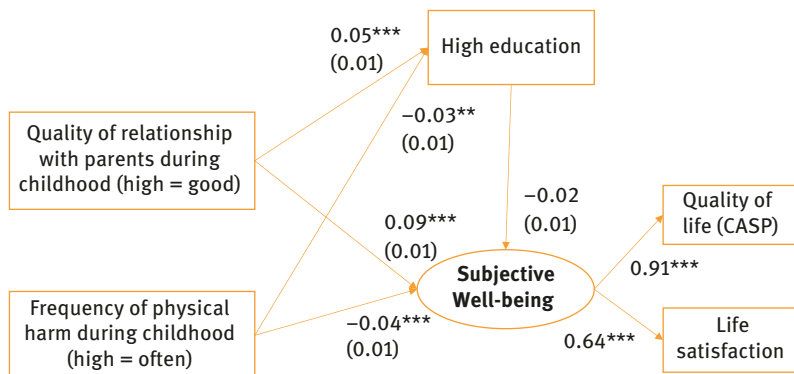 0.05***
(0.01)
High education
−0.03**
(0.01)
Quality of relationship
with parents during
childhood (high = good)
−0.02
(0.01)
Quality of
life (CASP)
0.09***
(0.01)
Subjective
Well-being
0.91***
Frequency of physical
harm during childhood
(high = often)
−0.04***
(0.01)
0.64***
Life
satisfaction